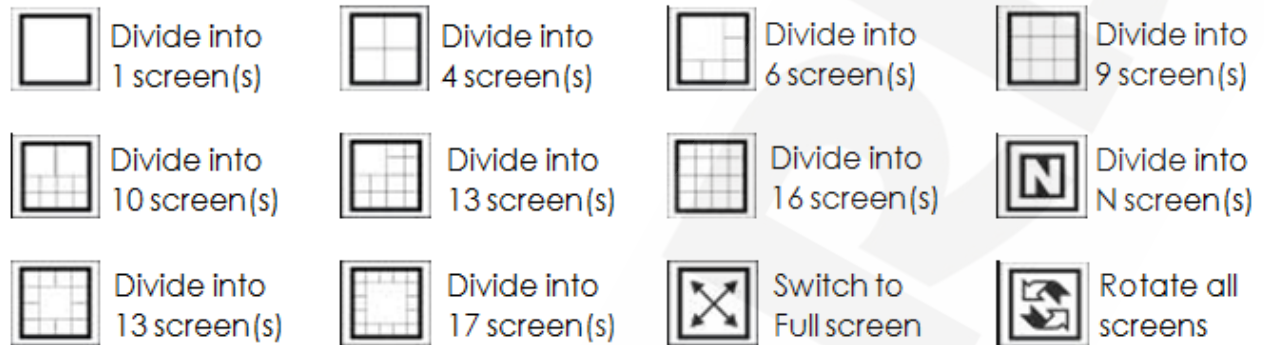 Divide into
1 screen(s)
Divide into
4 screen(s)
Divide into
6 screen(s)
Divide into
9 screen(s)
Divide into
10 screen(s)
Divide into
13 screen(s)
Divide into
16 screen(s)
N
Divide into
N screen(s)
Divide into
13 screen(s)
Divide into
17 screen(s)
Switch to
Full screen
Rotate all
screens